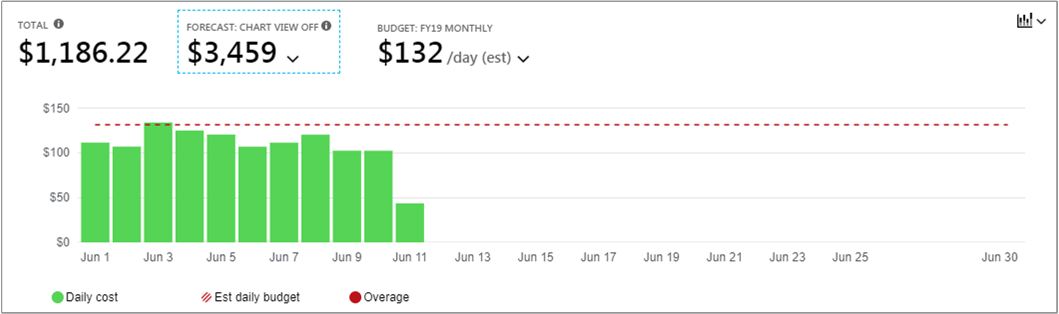 TOTAL
FORECAST: CHART VIEW OFF
BUDGET: FY19 MONTHLY
$1,186.22
$3,459
$132 /day (est)
$150
$100
$50
$0
Jun 1 Jun 3 Jun 5 Jun 7 Jun 9 Jun 11 Jun 13 Jun 15 Jun 17 Jun 19 Jun 21 Jun 23 Jun 25 Jun 30
Daily cost Est daily budget Overage